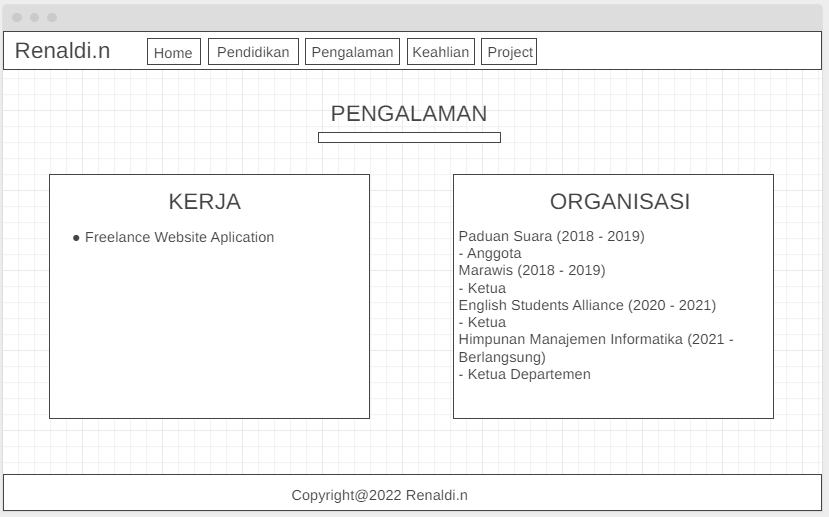 Renaldi.n
Home
Pendidikan
Pengalaman
Keahlian
Project
PENGALAMAN
KERJA
● Freelance Website Aplication
ORGANISASI
Paduan Suara (2018 - 2019)
- Anggota
Marawis (2018 - 2019)
- Ketua
English Students Alliance (2020 - 2021)
- Ketua
Himpunan Manajemen Informatika (2021 -
Berlangsung)
- Ketua Departemen
Copyright@2022 Renaldi.n